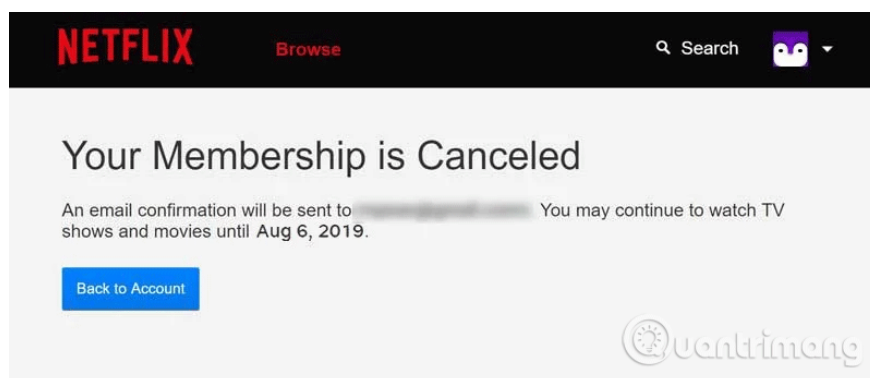 NETFLIX Browse Search
Your Membership is Canceled
An email confirmation will be sent to . You may continue to watch TV
shows and movies until Aug 6, 2019.
Back to Account
Quantrimang